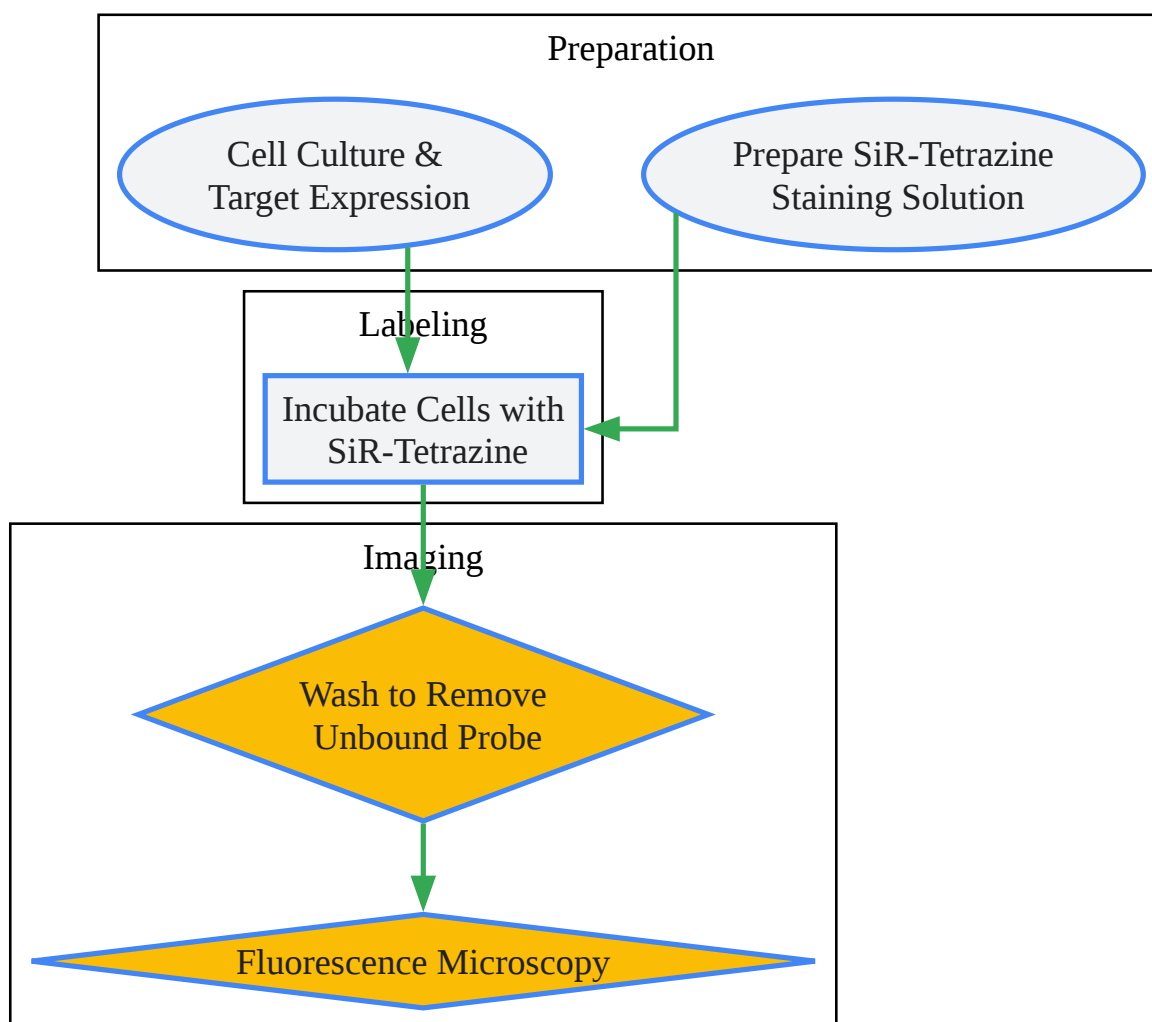 Preparation
Cell Culture &
Target Expression
Prepare SiR-Tetrazine
Staining Solution
Labeling
Incubate Cells with
SiR-Tetrazine
Imaging
Wash to Remove
Unbound Probe
Fluorescence Microscopy